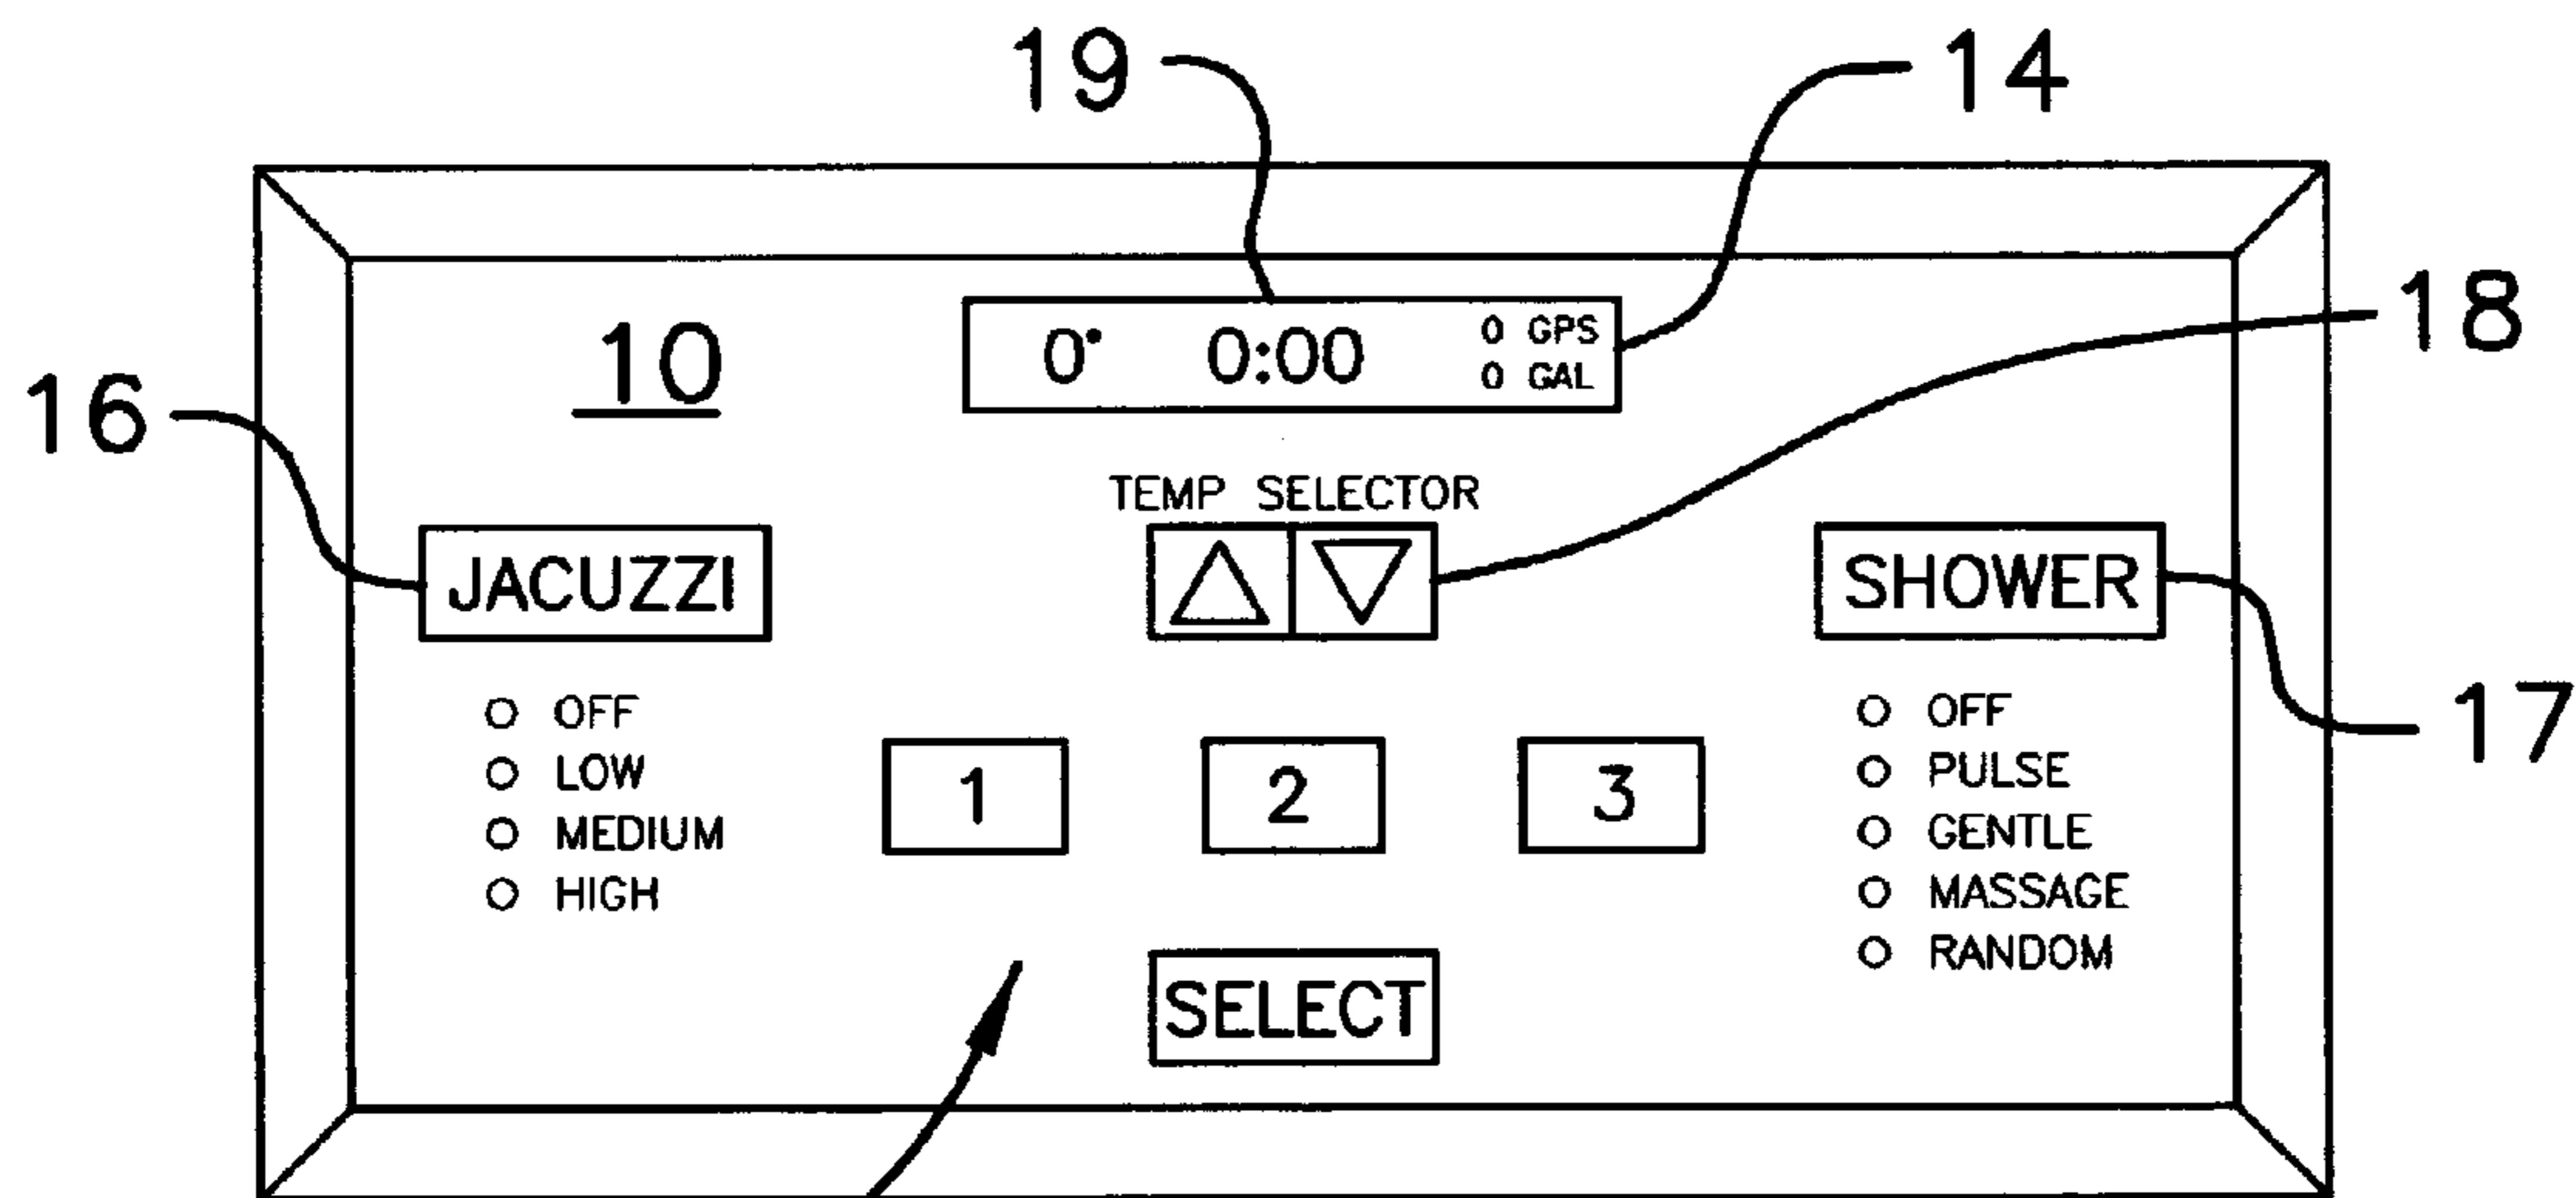 19
14
18
10
0° 0:00 0 GPS
0 GAL
16
TEMP SELECTOR
JACUZZI
SHOWER
17
OFF
LOW
MEDIUM
HIGH
1 2 3
OFF
PULSE
GENTLE
MASSAGE
RANDOM
SELECT